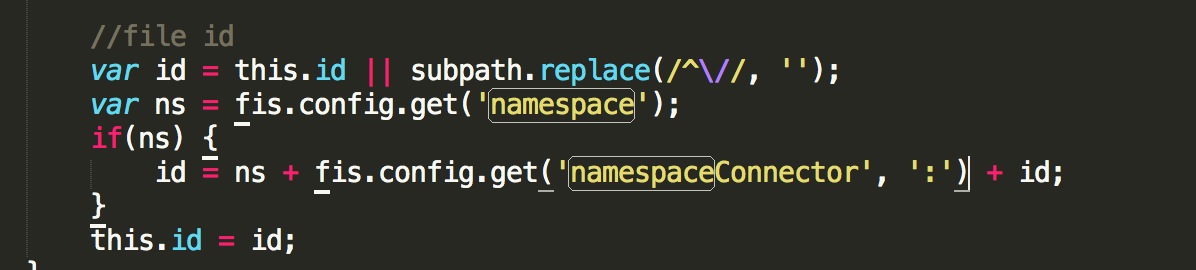 //file id
var id = this.id || subpath.replace(/^\//, '');
var ns = fis.config.get('namespace');
if(ns) {
    id = ns + fis.config.get('namespaceConnector', ':') + id;
}
this.id = id;
}